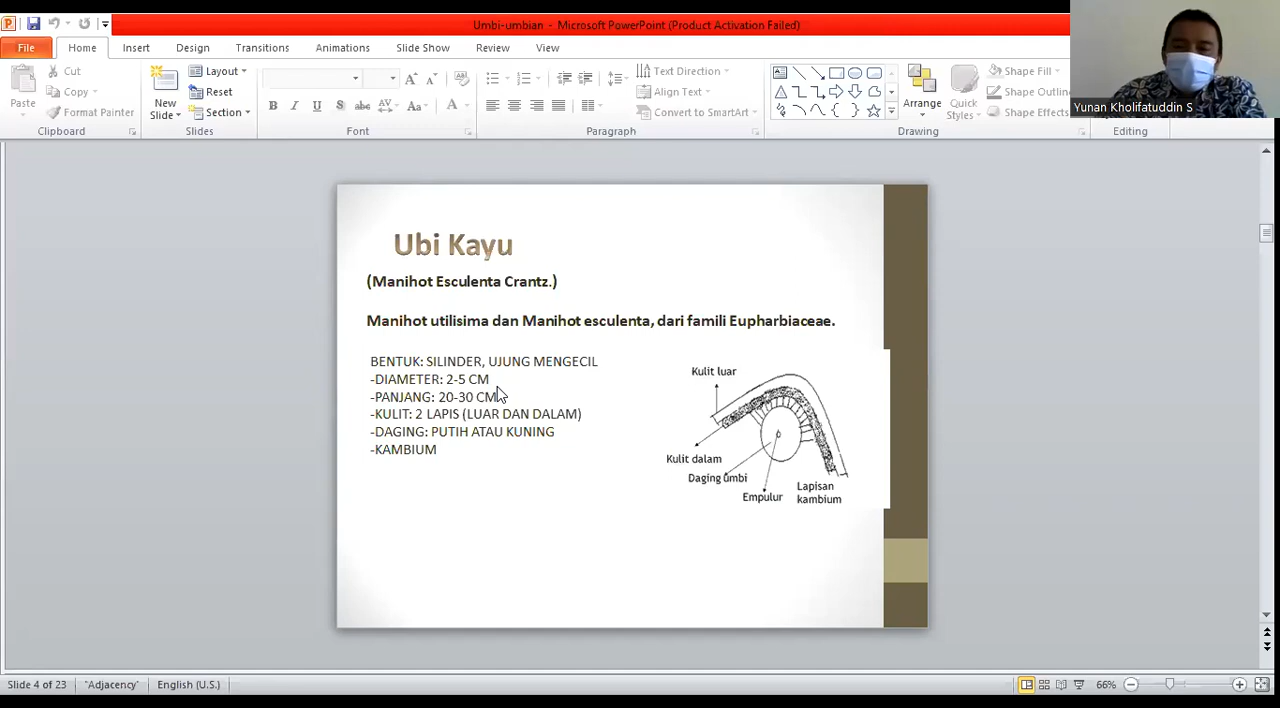 Umbi-umbian - Microsoft PowerPoint (Product Activation Failed)
File Home Insert Design Transitions Animations Slide Show Review View
Paste
Cut
Copy
Format Painter
Clipboard
New Slide
Layout
Reset
Section
Slides
Font
Text Direction
Align Text
Convert to SmartArt
Paragraph
Arrange
Quick Styles
Shape Fill
Shape Outlin
Shape Effects
Drawing
Editing
Yunan Kholifatuddin S
Ubi Kayu
(Manihot Esculenta Crantz.)
Manihot utilisima dan Manihot esculenta, dari famili Eupharbiaceae.
BENTUK: SILINDER, UJUNG MENGECIL
-DIAMETER: 2-5 CM
-PANJANG: 20-30 CM
-KULIT: 2 LAPIS (LUAR DAN DALAM)
-DAGING: PUTIH ATAU KUNING
-KAMBIUM
Kulit luar
Kulit dalam
Daging umbi
Empulur
Lapisan
kambium
Slide 4 of 23 "Adjacency" English (U.S.) 66%